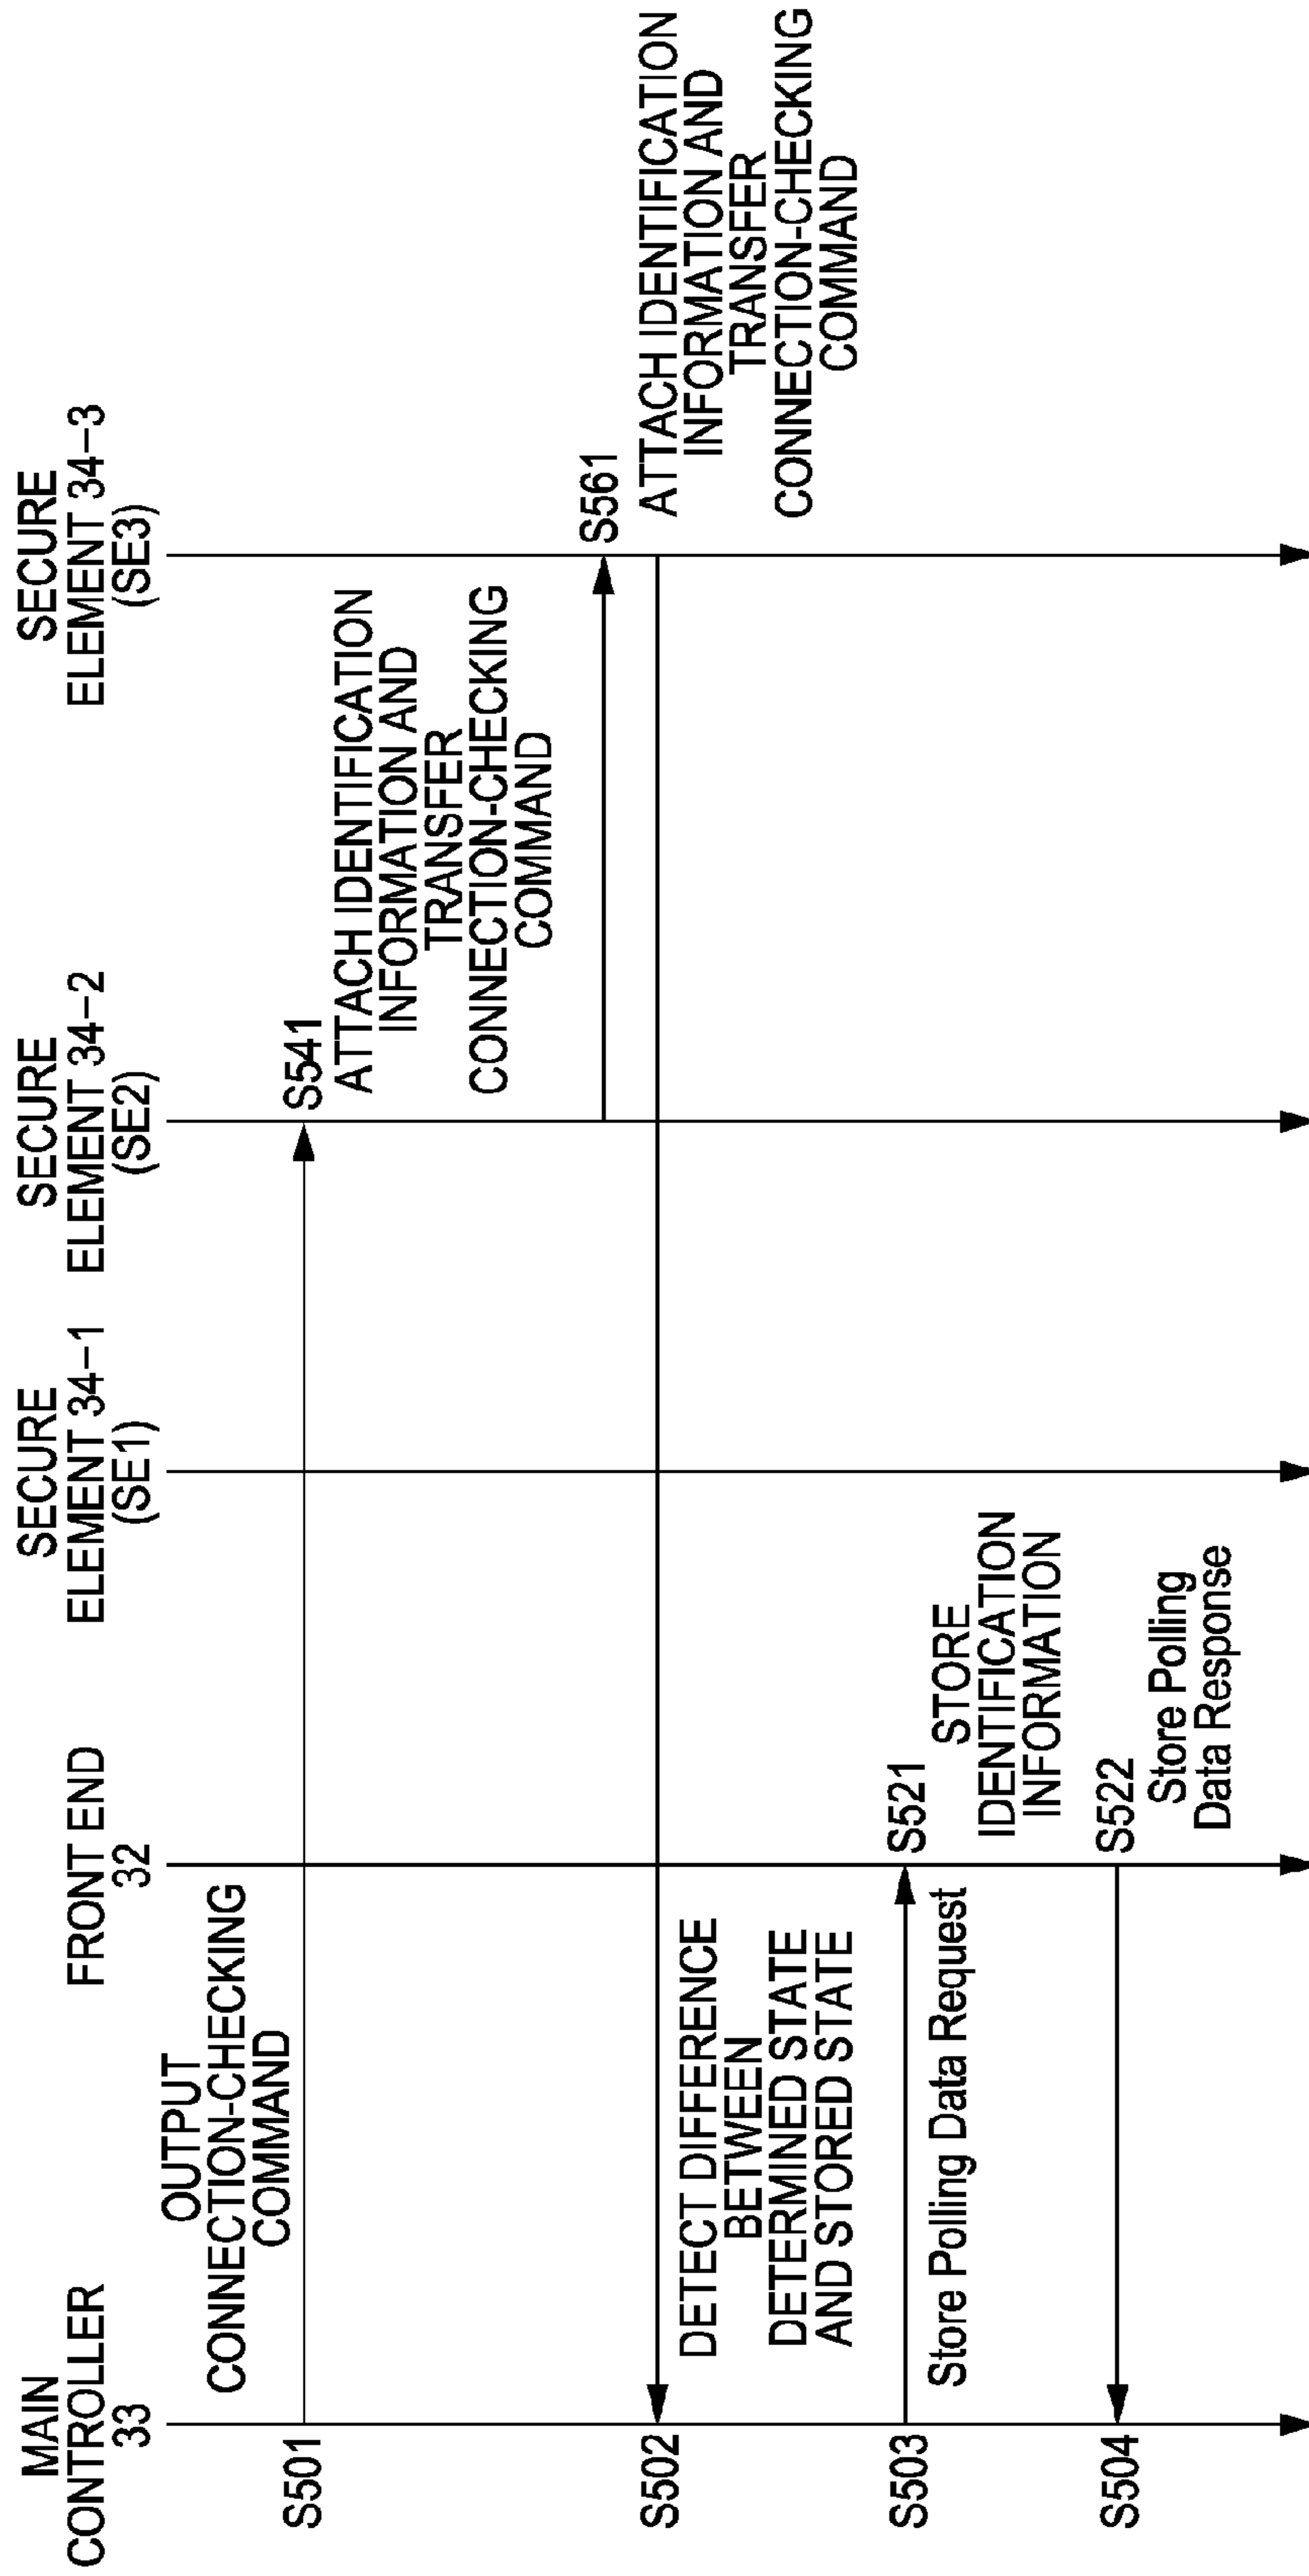 MAIN
CONTROLLER
33
FRONT END
32
SECURE
ELEMENT 34-1
(SE1)
SECURE
ELEMENT 34-2
(SE2)
SECURE
ELEMENT 34-3
(SE3)
S501
OUTPUT
CONNECTION-CHECKING
COMMAND
S541
ATTACH IDENTIFICATION
INFORMATION AND
TRANSFER
CONNECTION-CHECKING
COMMAND
S561
ATTACH IDENTIFICATION
INFORMATION AND
TRANSFER
CONNECTION-CHECKING
COMMAND
S502
DETECT DIFFERENCE
BETWEEN
DETERMINED STATE
AND STORED STATE
S503
Store Polling Data Request
S521
STORE
IDENTIFICATION
INFORMATION
S504
S522
Store Polling
Data Response